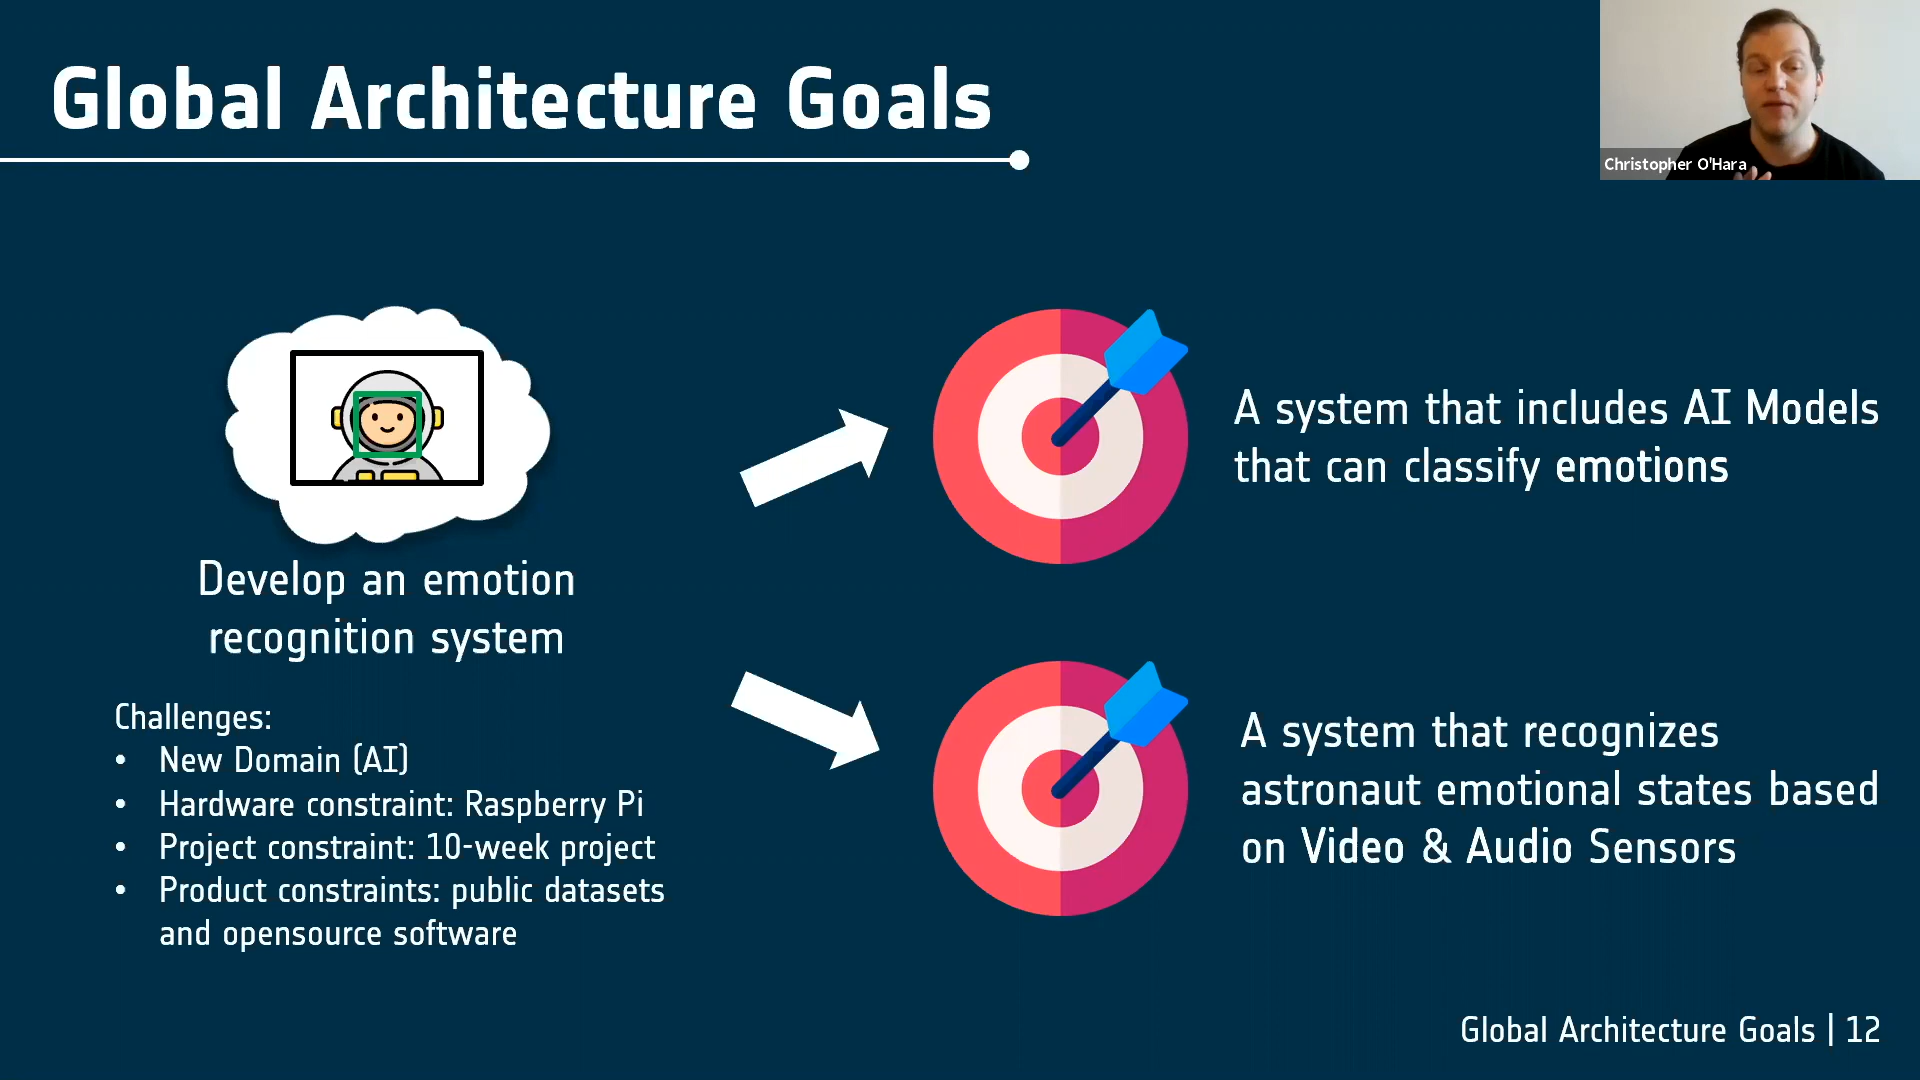 Global Architecture Goals
Christopher O'Hara
Develop an emotion
recognition system
Challenges:
• New Domain (AI)
• Hardware constraint: Raspberry Pi
• Project constraint: 10-week project
• Product constraints: public datasets
and opensource software
A system that includes AI Models
that can classify emotions
A system that recognizes
astronaut emotional states based
on Video & Audio Sensors
Global Architecture Goals | 12